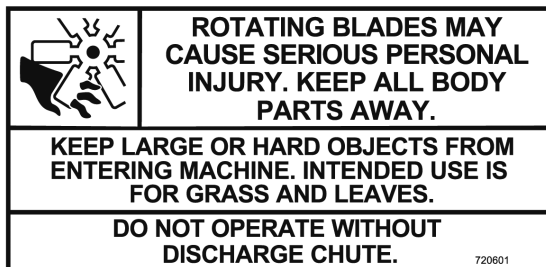 ROTATING BLADES MAY
CAUSE SERIOUS PERSONAL
INJURY. KEEP ALL BODY
PARTS AWAY.
KEEP LARGE OR HARD OBJECTS FROM
ENTERING MACHINE. INTENDED USE IS
FOR GRASS AND LEAVES.
DO NOT OPERATE WITHOUT
DISCHARGE CHUTE.
720601